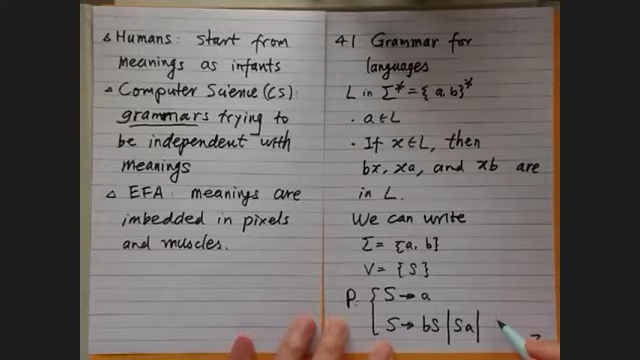 △ Humans: start from
meanings as infants
△ Computer Science (CS):
grammars trying to
be independent with
meanings
△ EFA: meanings are
imbedded in pixels
and muscles.
41 Grammar for
languages
L in Σ* = {a, b}*
· a ∈ L
· If x ∈ L, then
bx, xa, and xb are
in L.
We can write
Σ = {a, b}
V = {S}
P: { S → a
S → bS | Sa |